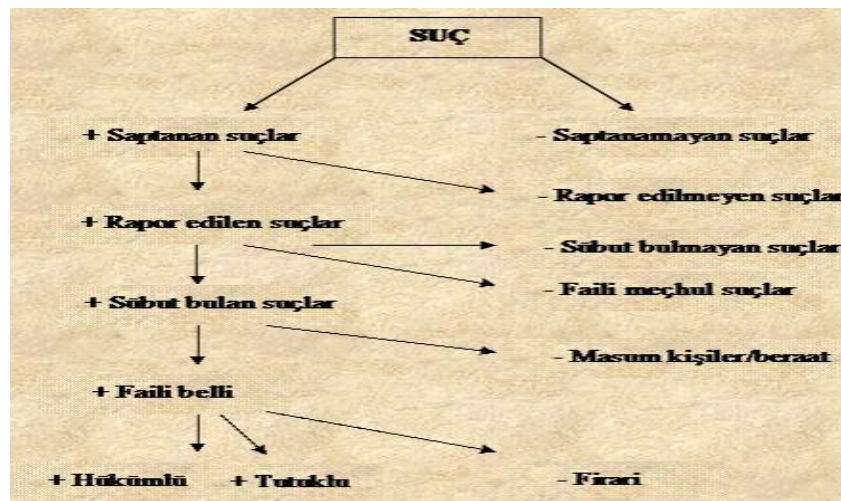 SUÇ
+ Saptanan suçlar
- Saptanamayan suçlar
- Rapor edilmeyen suçlar
+ Rapor edilen suçlar
- Sübut bulmayan suçlar
- Faili meçhul suçlar
+ Sübut bulan suçlar
- Masum kişiler/beraat
+ Faili belli
+ Hükümlü
+ Tutuklu
- Firari